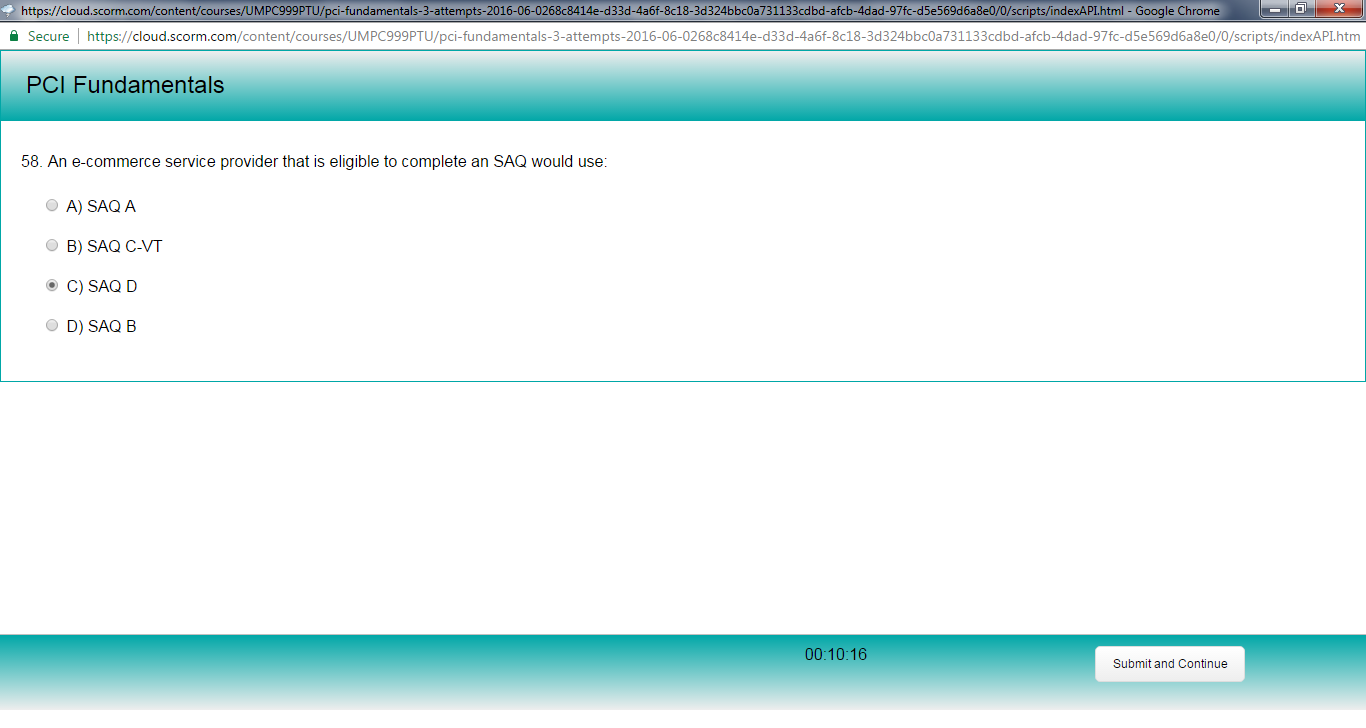 https://cloud.scorm.com/content/courses/UMPC999PTU/pci-fundamentals-3-attempts-2016-06-0268c8414e-d33d-4a6f-8c18-3d324bbc0a731133cdbd-afcb-4dad-97fc-d5e569d6a8e0/0/scripts/indexAPI.html - Google Chrome
Secure https://cloud.scorm.com/content/courses/UMPC999PTU/pci-fundamentals-3-attempts-2016-06-0268c8414e-d33d-4a6f-8c18-3d324bbc0a731133cdbd-afcb-4dad-97fc-d5e569d6a8e0/0/scripts/indexAPI.htm
PCI Fundamentals
58. An e-commerce service provider that is eligible to complete an SAQ would use:
A) SAQ A
B) SAQ C-VT
C) SAQ D
D) SAQ B
00:10:16
Submit and Continue